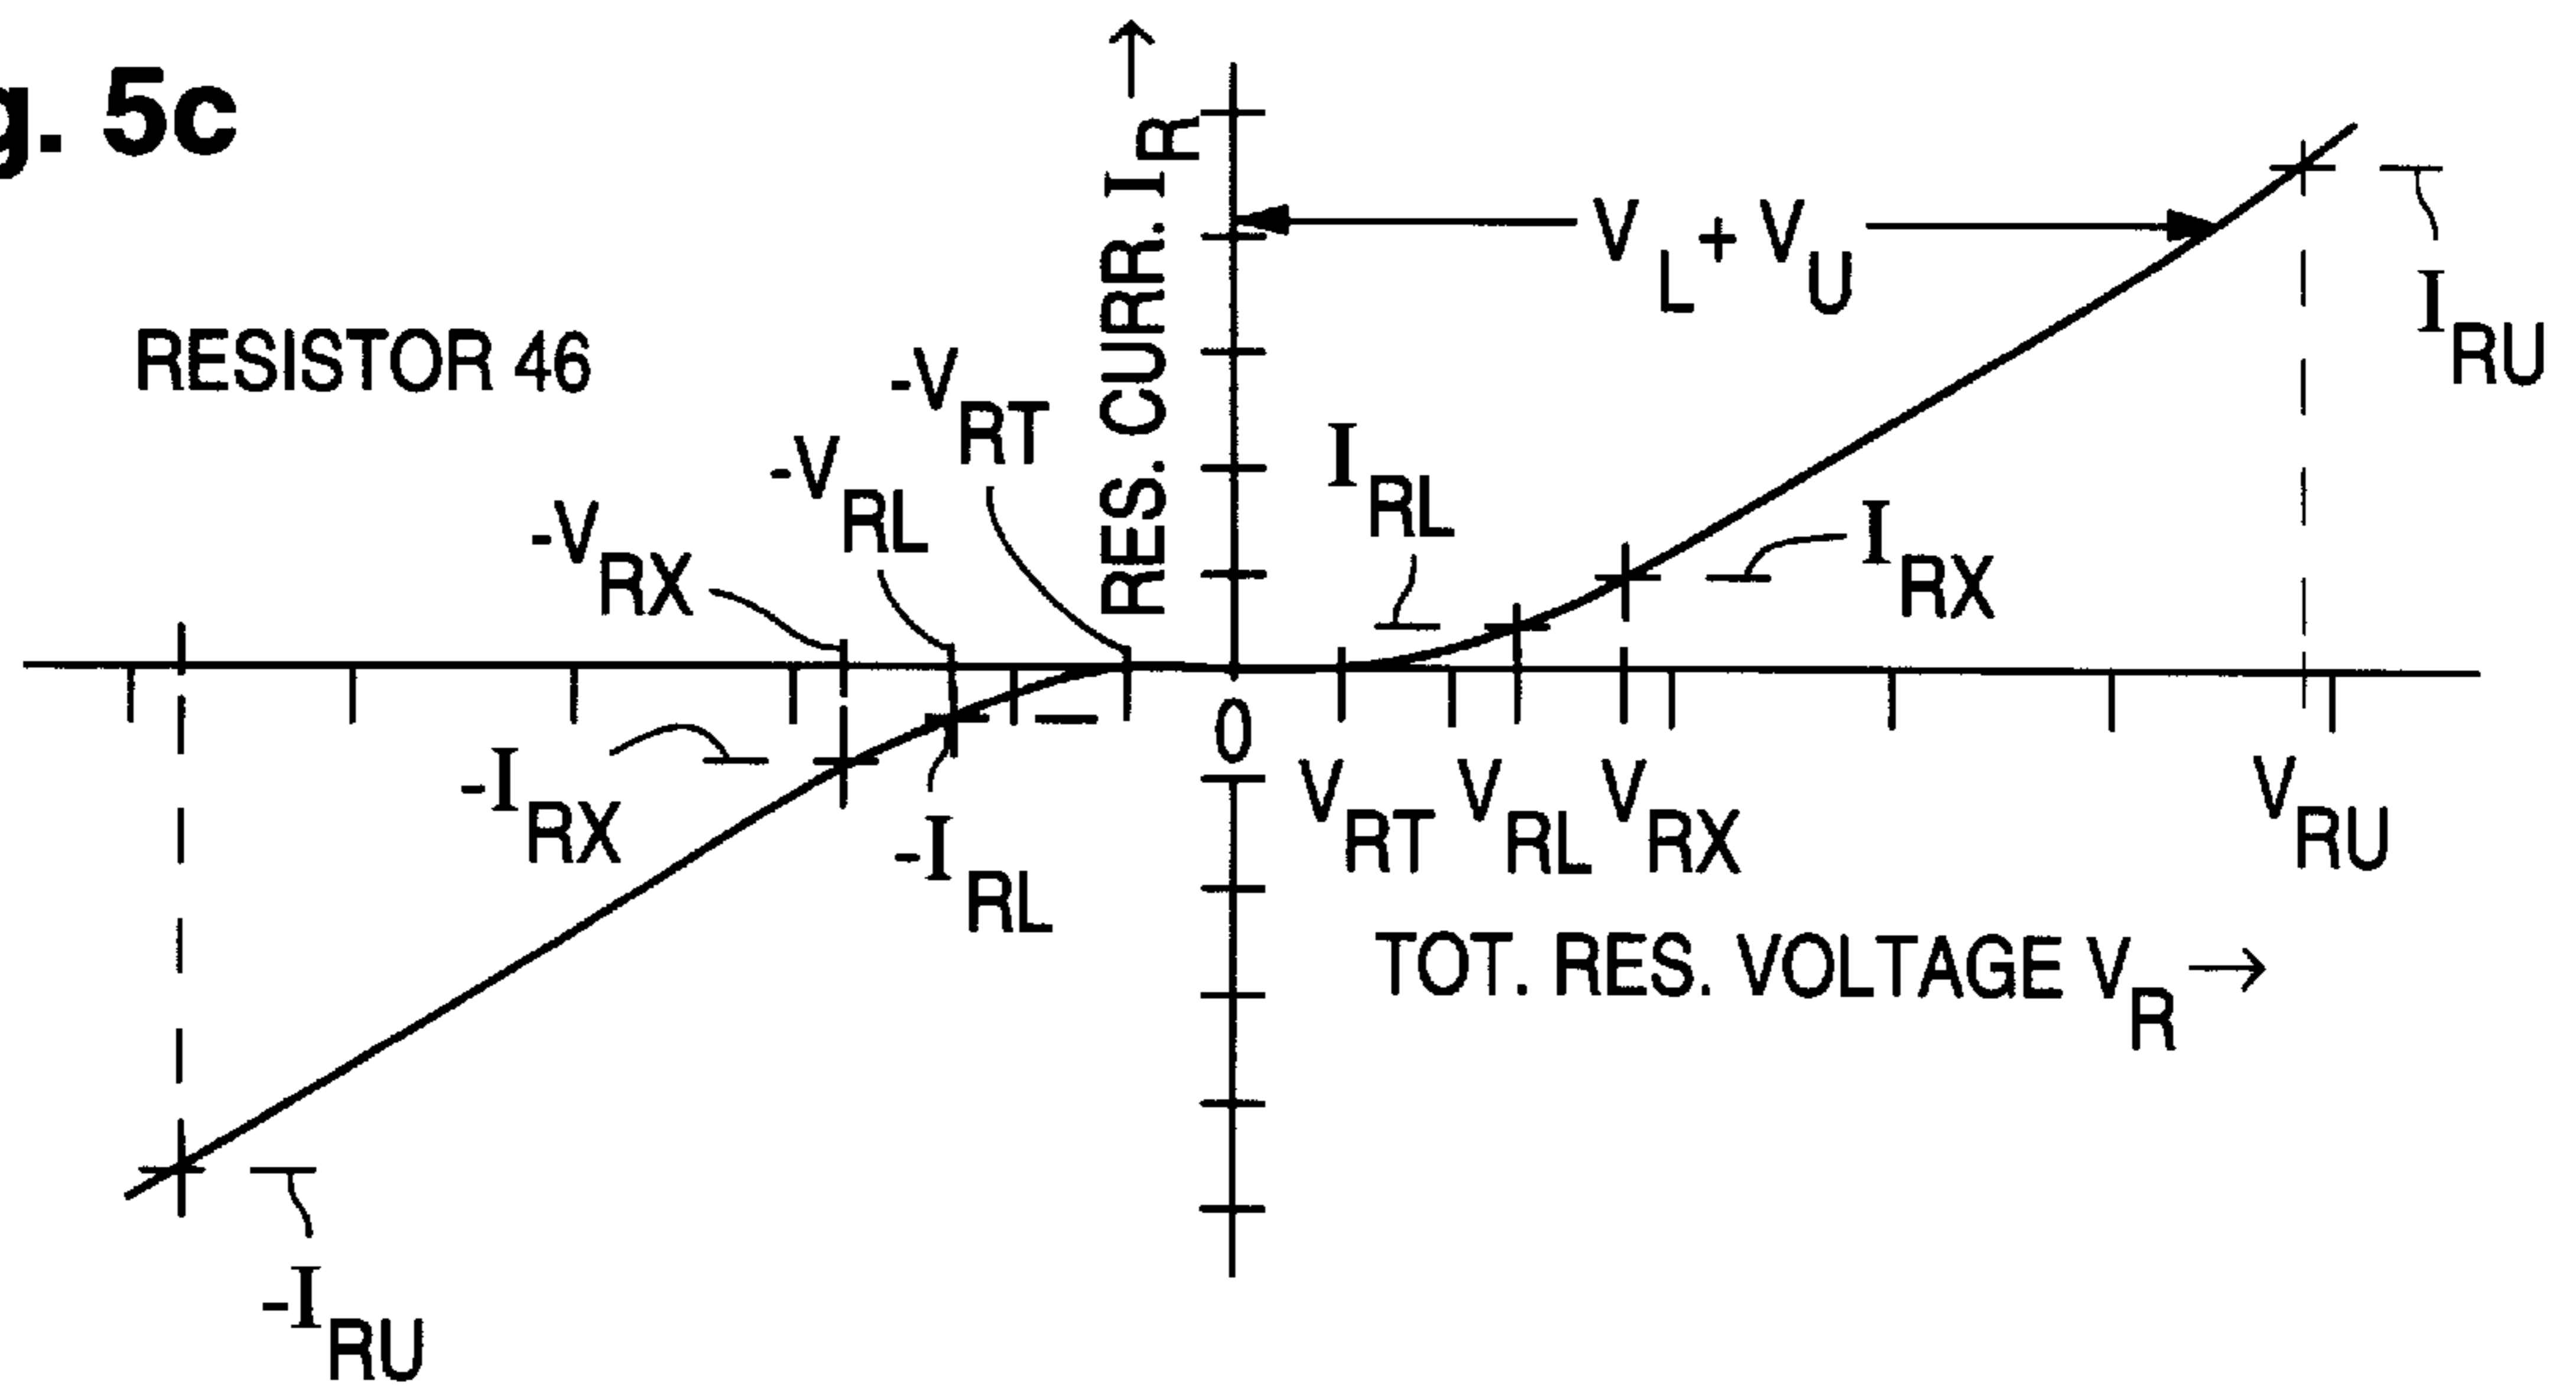 g. 5c
RES. CURR. I_R →
V_L + V_U
I_RU
RESISTOR 46
-V_RT
-V_RL
-V_RX
I_RL
I_RX
-I_RX
-I_RL
0
V_RT V_RL V_RX
V_RU
TOT. RES. VOLTAGE V_R →
-I_RU